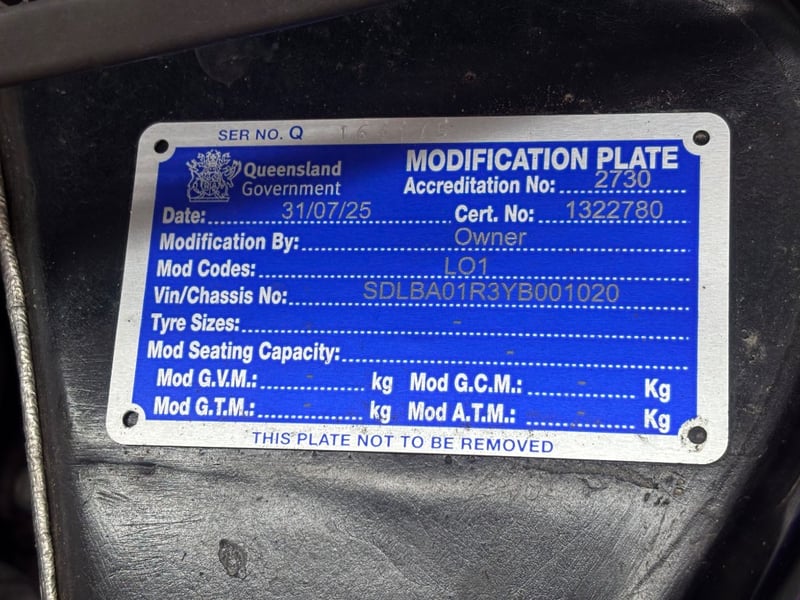 SER NO. Q
Queensland Government
MODIFICATION PLATE
Accreditation No: 2730
Date: 31/07/25 Cert. No: 1322780
Modification By: Owner
Mod Codes: LO1
Vin/Chassis No: SDLBA01R3YB001020
Tyre Sizes: - -
Mod Seating Capacity: -
Mod G.V.M.: - kg Mod G.C.M.: - Kg
Mod G.T.M.: - kg Mod A.T.M.: - Kg
THIS PLATE NOT TO BE REMOVED